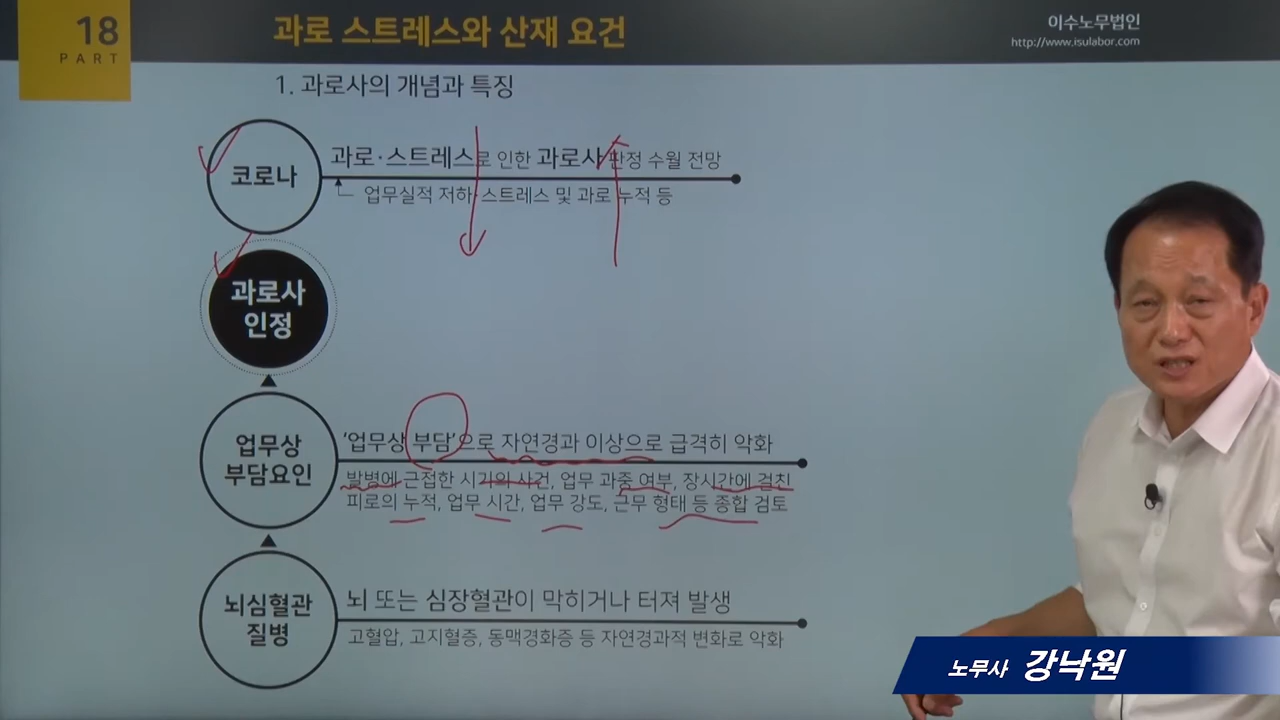 18
PART
과로 스트레스와 산재 요건
이수노무법인
http://www.isulabor.com
1. 과로사의 개념과 특징
코로나
과로·스트레스로 인한 과로사 판정 수월 전망
업무실적 저하·스트레스 및 과로 누적 등
과로사
인정
업무상
부담요인
'업무상 부담'으로 자연경과 이상으로 급격히 악화
발병에 근접한 시기의 사건, 업무 과중 여부, 장시간에 걸친
피로의 누적, 업무 시간, 업무 강도, 근무 형태 등 종합 검토
뇌심혈관
질병
뇌 또는 심장혈관이 막히거나 터져 발생
고혈압, 고지혈증, 동맥경화증 등 자연경과적 변화로 악화
노무사 강낙원